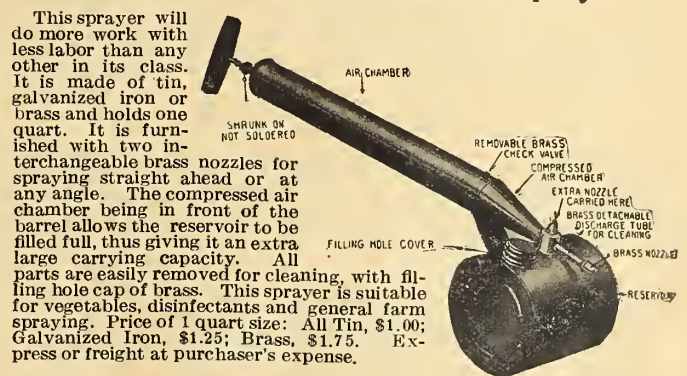 This sprayer will
do more work with
less labor than any
other in its class.
It is made of tin,
galvanized iron or
brass and holds one
quart. It is furn-
ished with two in-
terchangeable brass nozzles for
spraying straight ahead or at
any angle. The compressed air
chamber being in front of the
barrel allows the reservoir to be
filled full, thus giving it an extra
large carrying capacity. All
parts are easily removed for cleaning, with fil-
ling hole cap of brass. This sprayer is suitable
for vegetables, disinfectants and general farm
spraying. Price of 1 quart size: All Tin, $1.00;
Galvanized Iron, $1.25; Brass, $1.75. Ex-
press or freight at purchaser's expense.
AIR CHAMBER
SHRUNK ON
NOT SOLDERED
REMOVABLE BRASS
CHECK VALVE
COMPRESSED
AIR CHAMBER
EXTRA NOZZLE
CARRIED HERE
BRASS DETACHABLE
DISCHARGE TUBE
FOR CLEANING
BRASS NOZZLE
FILLING HOLE COVER